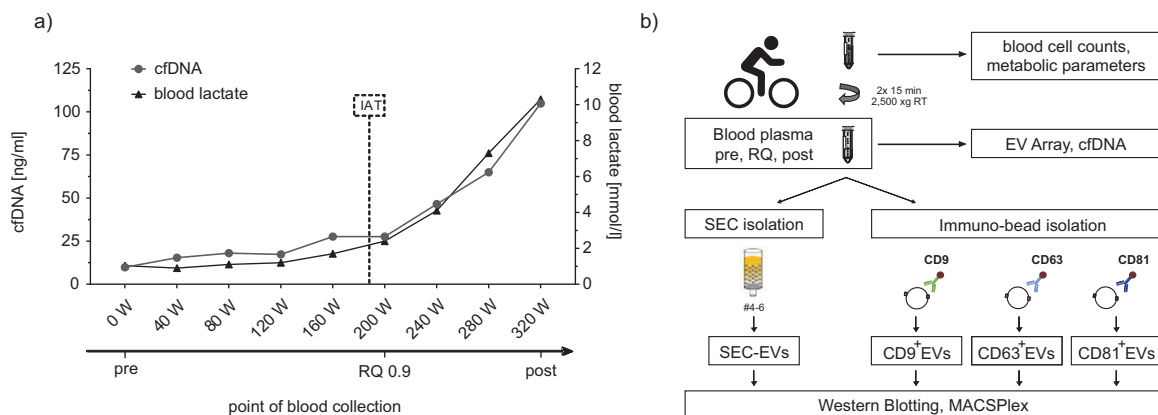 a)
cfDNA
blood lactate
IAT
cfDNA [ng/ml]
125
100
75
50
25
0
blood lactate [mmol/l]
12
10
8
6
4
2
0
0 W
40 W
80 W
120 W
160 W
200 W
240 W
280 W
320 W
pre
RQ 0.9
post
point of blood collection
b)
blood cell counts,
metabolic parameters
2x 15 min
2,500 xg RT
Blood plasma
pre, RQ, post
EV Array, cfDNA
SEC isolation
Immuno-bead isolation
CD9
CD63
CD81
#4-6
SEC-EVs
CD9+EVs
CD63+EVs
CD81+EVs
Western Blotting, MACSPlex